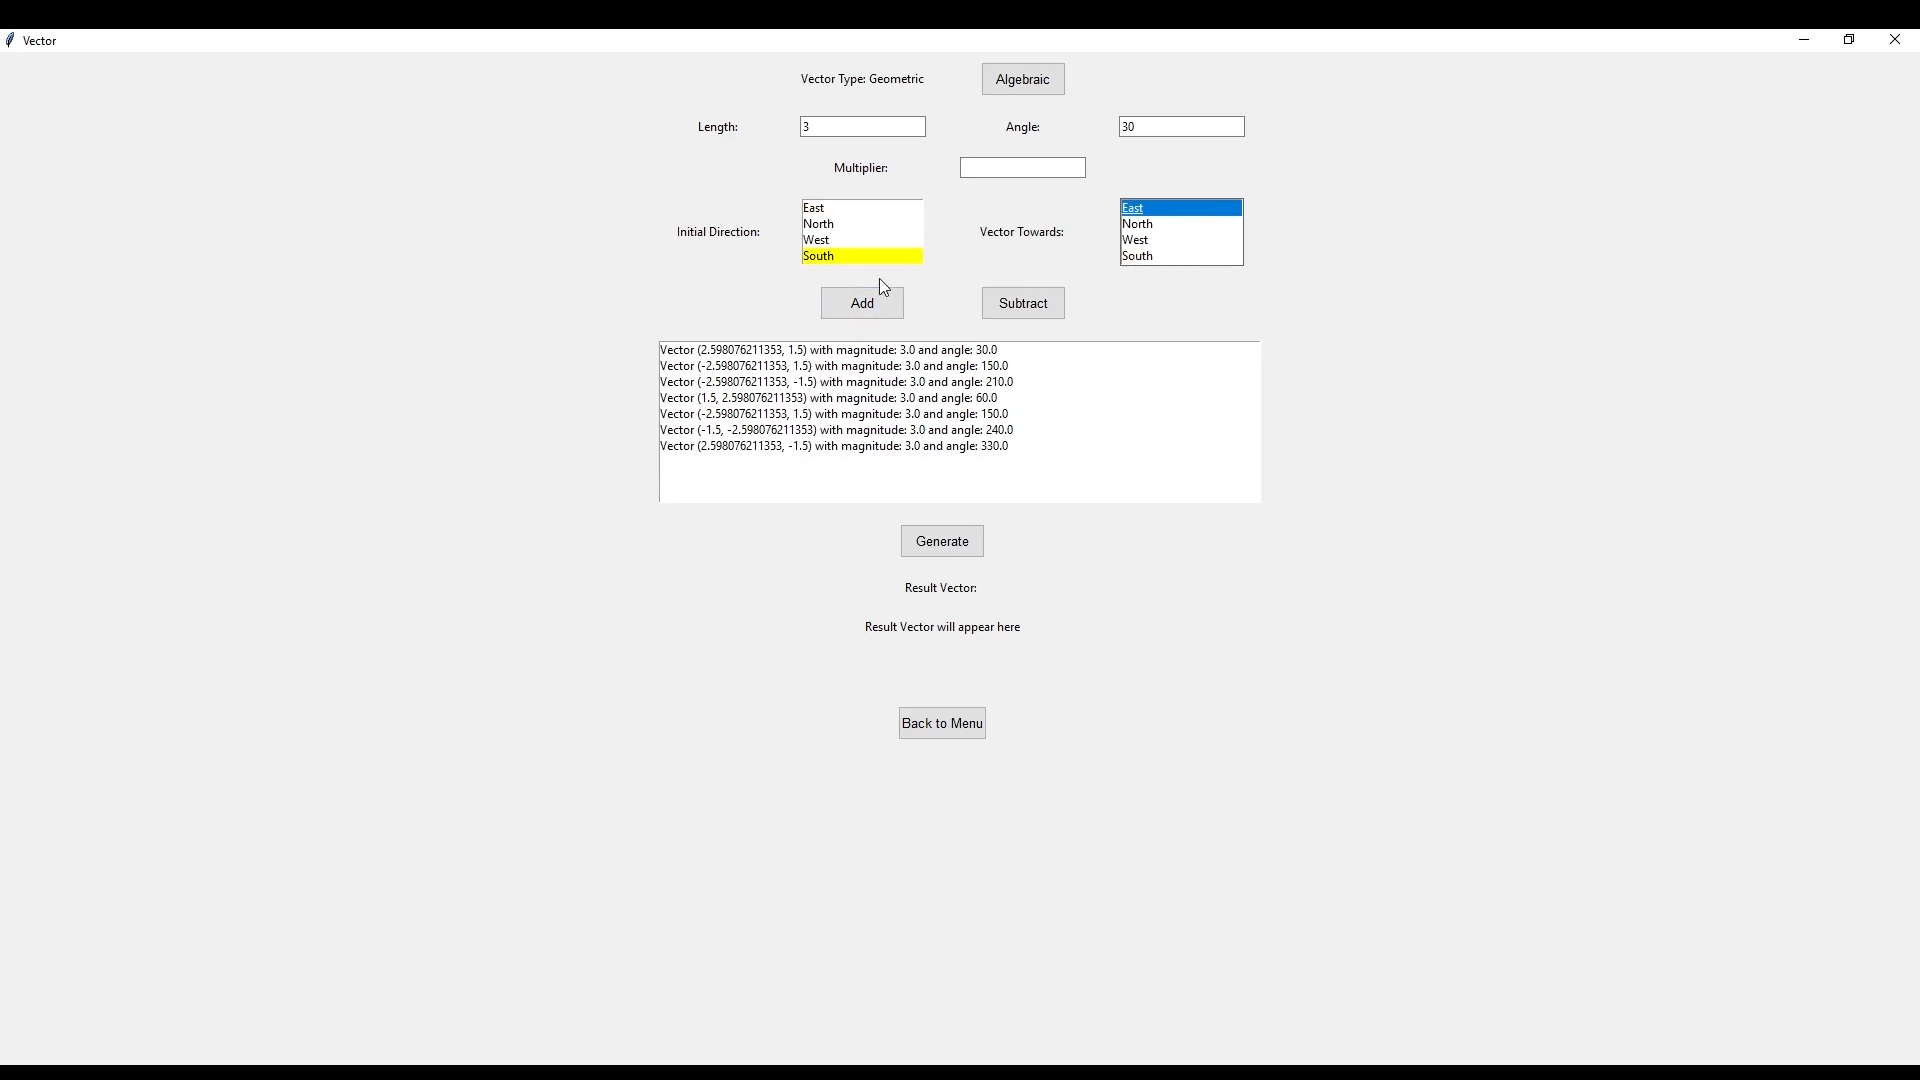 Vector
Vector Type: Geometric
Algebraic
Length:
3
Angle:
30
Multiplier:
Initial Direction:
East
North
West
South
Vector Towards:
East
North
West
South
Add
Subtract
Vector (2.598076211353, 1.5) with magnitude: 3.0 and angle: 30.0
Vector (-2.598076211353, 1.5) with magnitude: 3.0 and angle: 150.0
Vector (-2.598076211353, -1.5) with magnitude: 3.0 and angle: 210.0
Vector (1.5, 2.598076211353) with magnitude: 3.0 and angle: 60.0
Vector (-2.598076211353, 1.5) with magnitude: 3.0 and angle: 150.0
Vector (-1.5, -2.598076211353) with magnitude: 3.0 and angle: 240.0
Vector (2.598076211353, -1.5) with magnitude: 3.0 and angle: 330.0
Generate
Result Vector:
Result Vector will appear here
Back to Menu